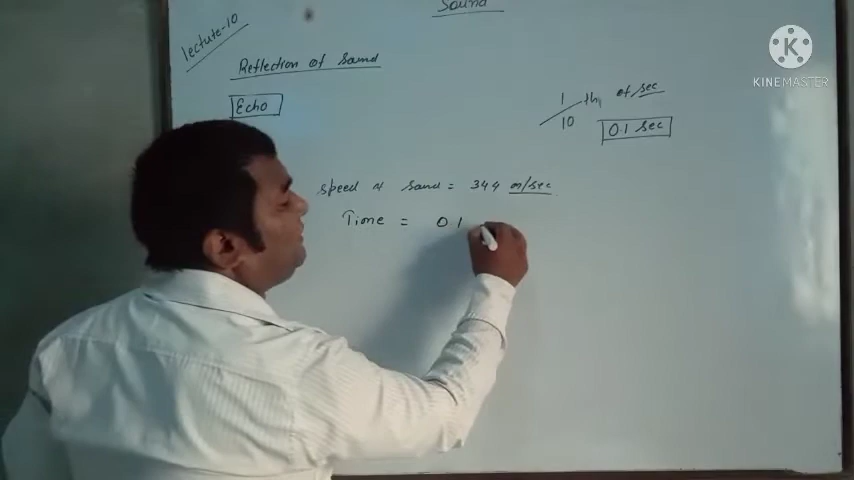 Sound
lecture-10
Reflection of Sound
Echo
1/10 th of sec
0.1 sec
speed of sound = 344 m/sec
Time = 0.1
K
KINEMASTER